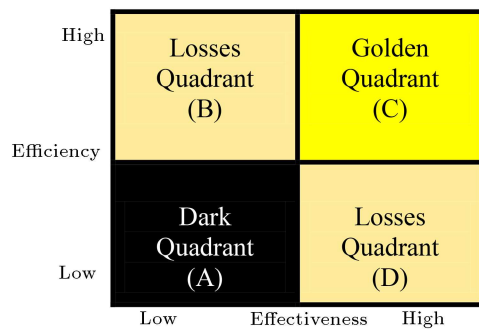 High
Losses
Quadrant
(B)
Golden
Quadrant
(C)
Efficiency
Dark
Quadrant
(A)
Losses
Quadrant
(D)
Low
Low
Effectiveness
High